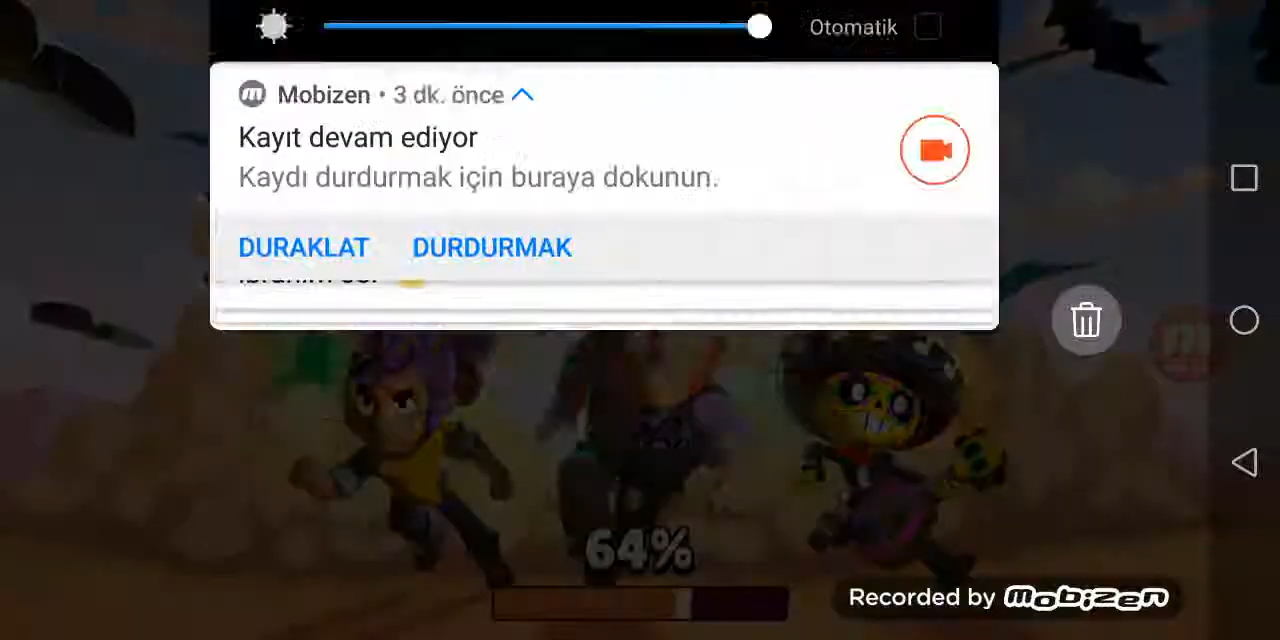 Otomatik
Mobizen • 3 dk. önce
Kayıt devam ediyor
Kaydı durdurmak için buraya dokunun.
DURAKLAT DURDURMAK
64%
Recorded by mobizen